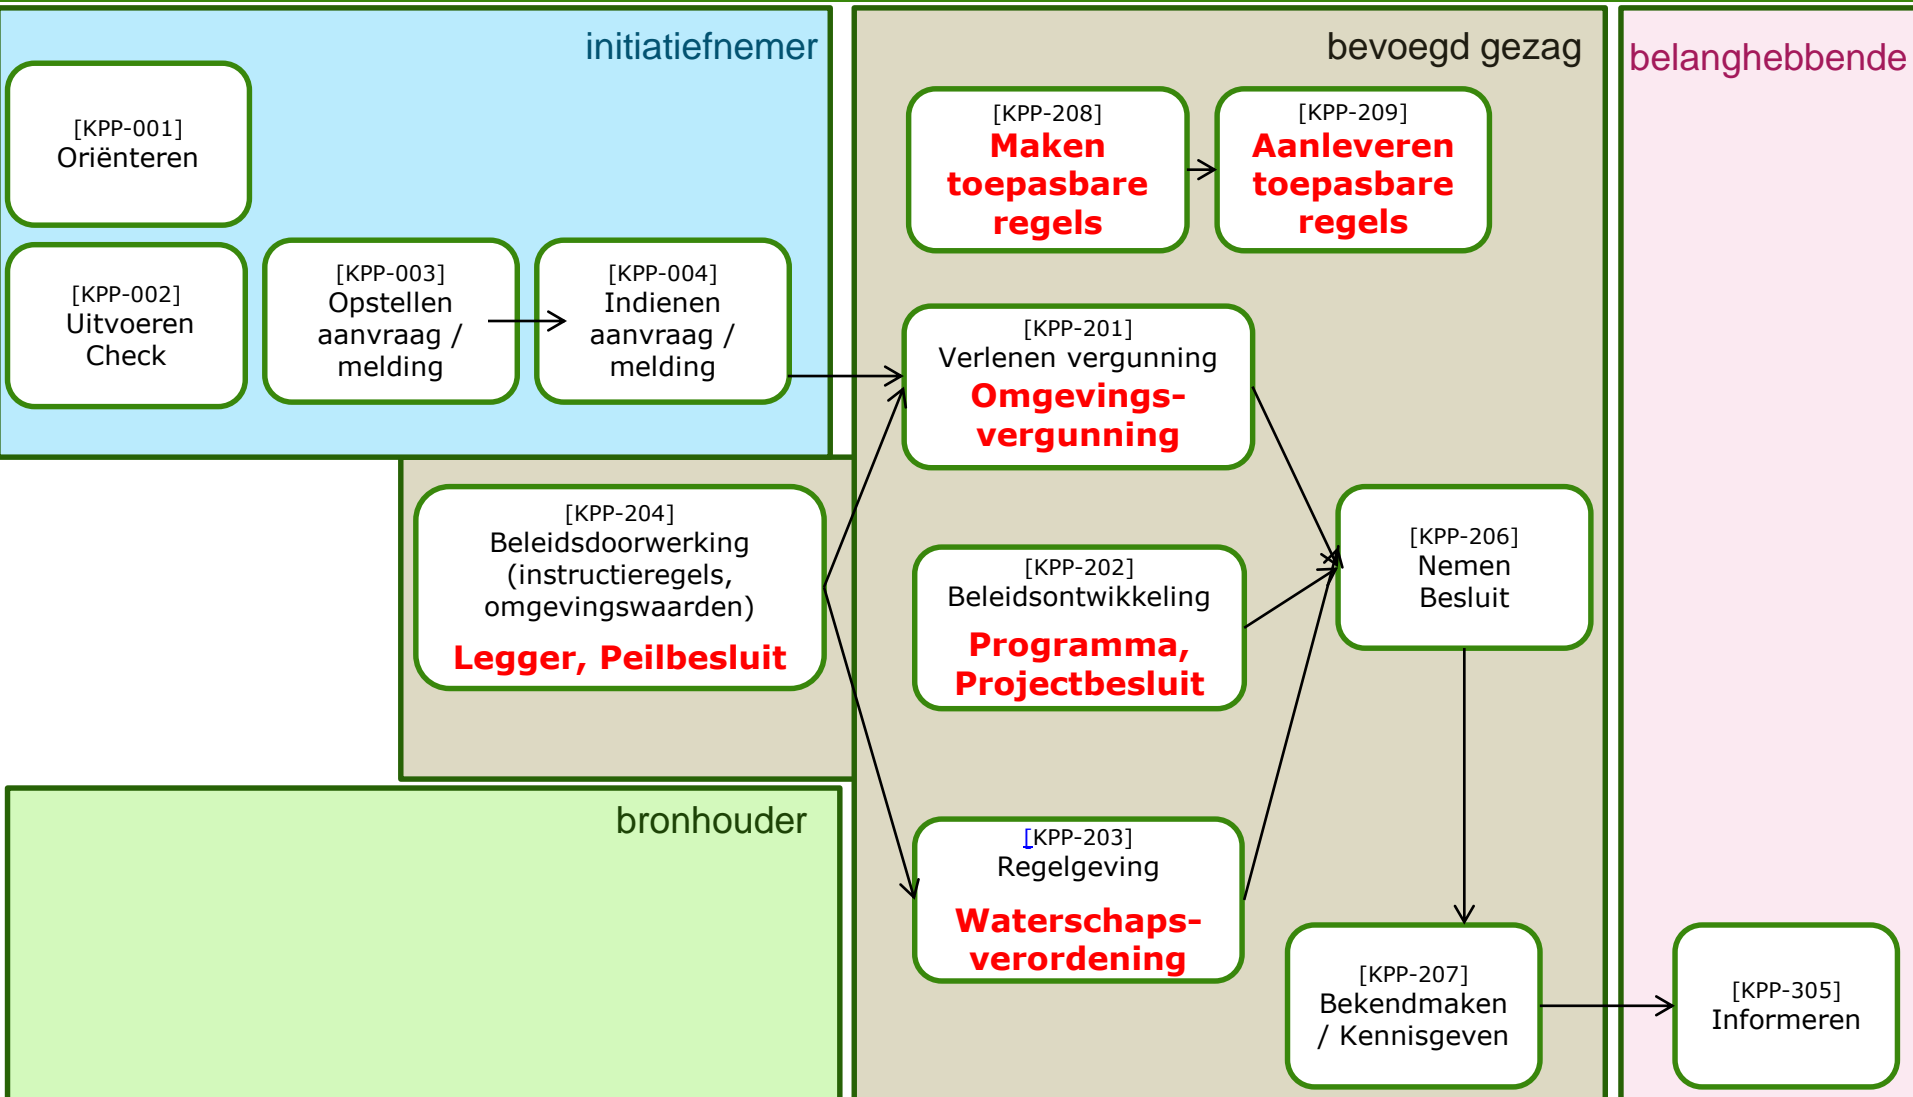 initiatiefnemer
[KPP-001]
Oriënteren
[KPP-002]
Uitvoeren
Check
[KPP-003]
Opstellen
aanvraag /
melding
[KPP-004]
Indienen
aanvraag /
melding
bevoegd gezag
[KPP-208]
Maken
toepasbare
regels
[KPP-209]
Aanleveren
toepasbare
regels
[KPP-201]
Verlenen vergunning
Omgevings-
vergunning
[KPP-204]
Beleidsdoorwerking
(instructieregels,
omgevingswaarden)
Legger, Peilbesluit
[KPP-202]
Beleidsontwikkeling
Programma,
Projectbesluit
[KPP-206]
Nemen
Besluit
[KPP-203]
Regelgeving
Waterschaps-
verordening
[KPP-207]
Bekendmaken
/ Kennisgeven
belanghebbende
[KPP-305]
Informeren
bronhouder